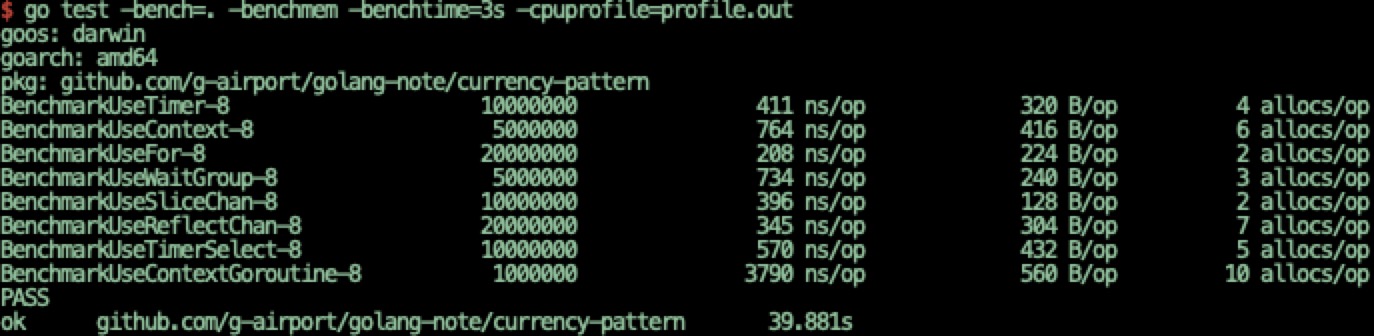 $ go test -bench=. -benchmem -benchtime=3s -cpuprofile=profile.out
goos: darwin
goarch: amd64
pkg: github.com/g-airport/golang-note/currency-pattern
BenchmarkUseTimer-8 10000000 411 ns/op 320 B/op 4 allocs/op
BenchmarkUseContext-8 5000000 764 ns/op 416 B/op 6 allocs/op
BenchmarkUseFor-8 20000000 208 ns/op 224 B/op 2 allocs/op
BenchmarkUseWaitGroup-8 5000000 734 ns/op 240 B/op 3 allocs/op
BenchmarkUseSliceChan-8 10000000 396 ns/op 128 B/op 2 allocs/op
BenchmarkUseReflectChan-8 20000000 345 ns/op 304 B/op 7 allocs/op
BenchmarkUseTimerSelect-8 10000000 570 ns/op 432 B/op 5 allocs/op
BenchmarkUseContextGoroutine-8 1000000 3790 ns/op 560 B/op 10 allocs/op
PASS
ok github.com/g-airport/golang-note/currency-pattern 39.881s